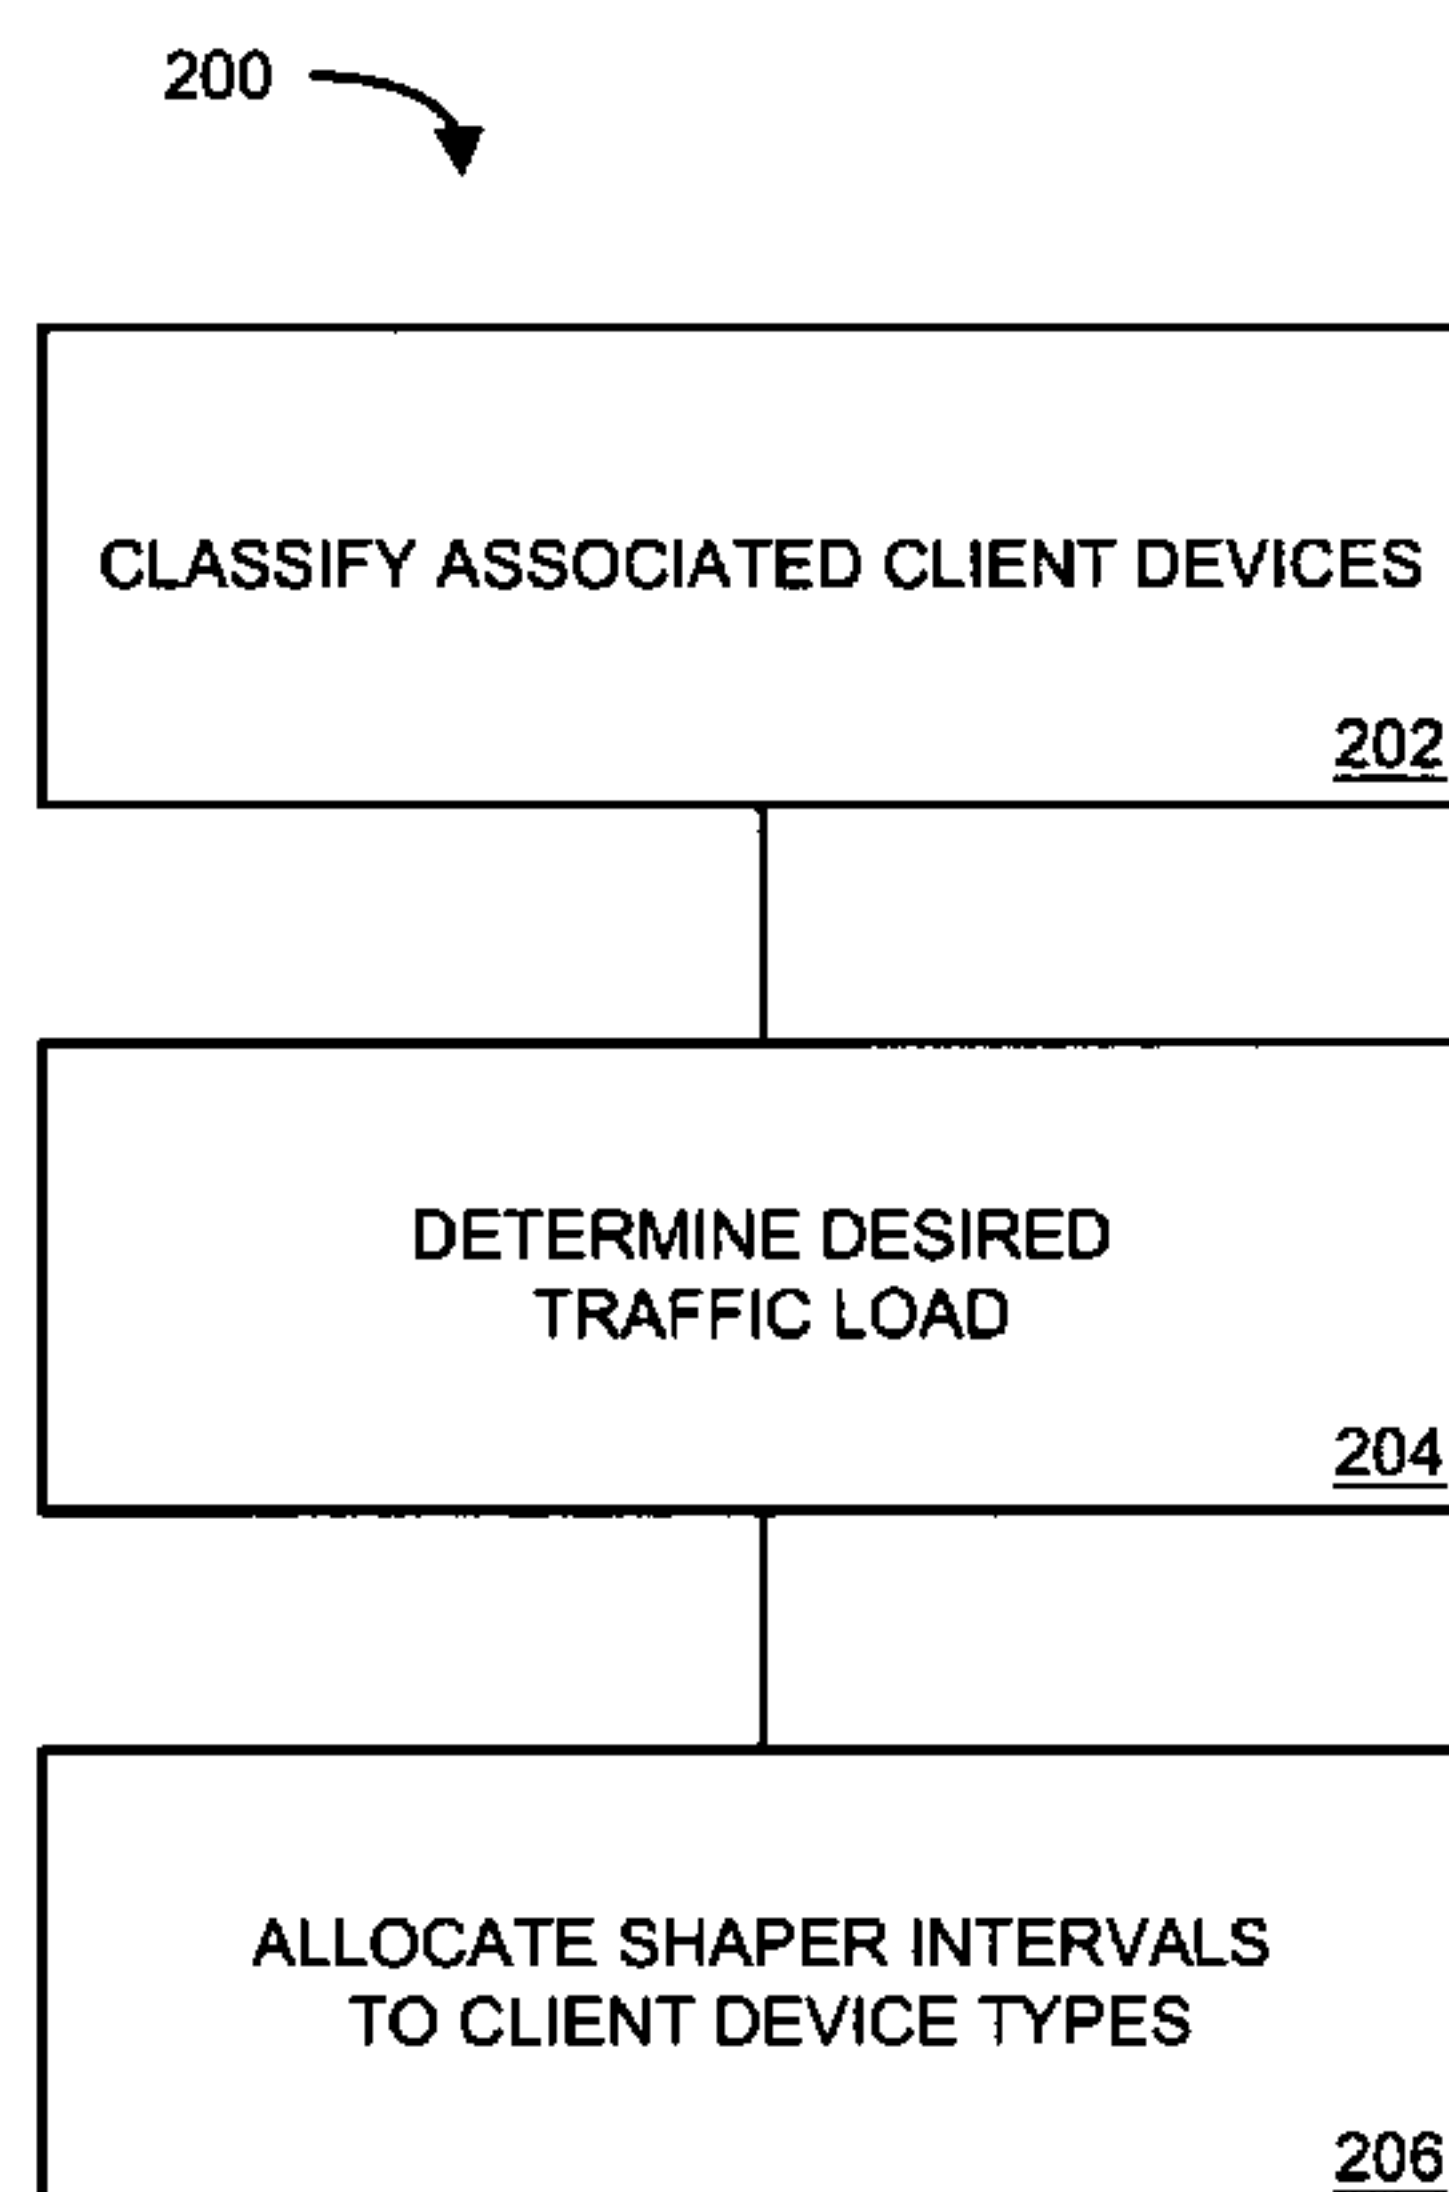 200
CLASSIFY ASSOCIATED CLIENT DEVICES
202
DETERMINE DESIRED
TRAFFIC LOAD
204
ALLOCATE SHAPER INTERVALS
TO CLIENT DEVICE TYPES
206